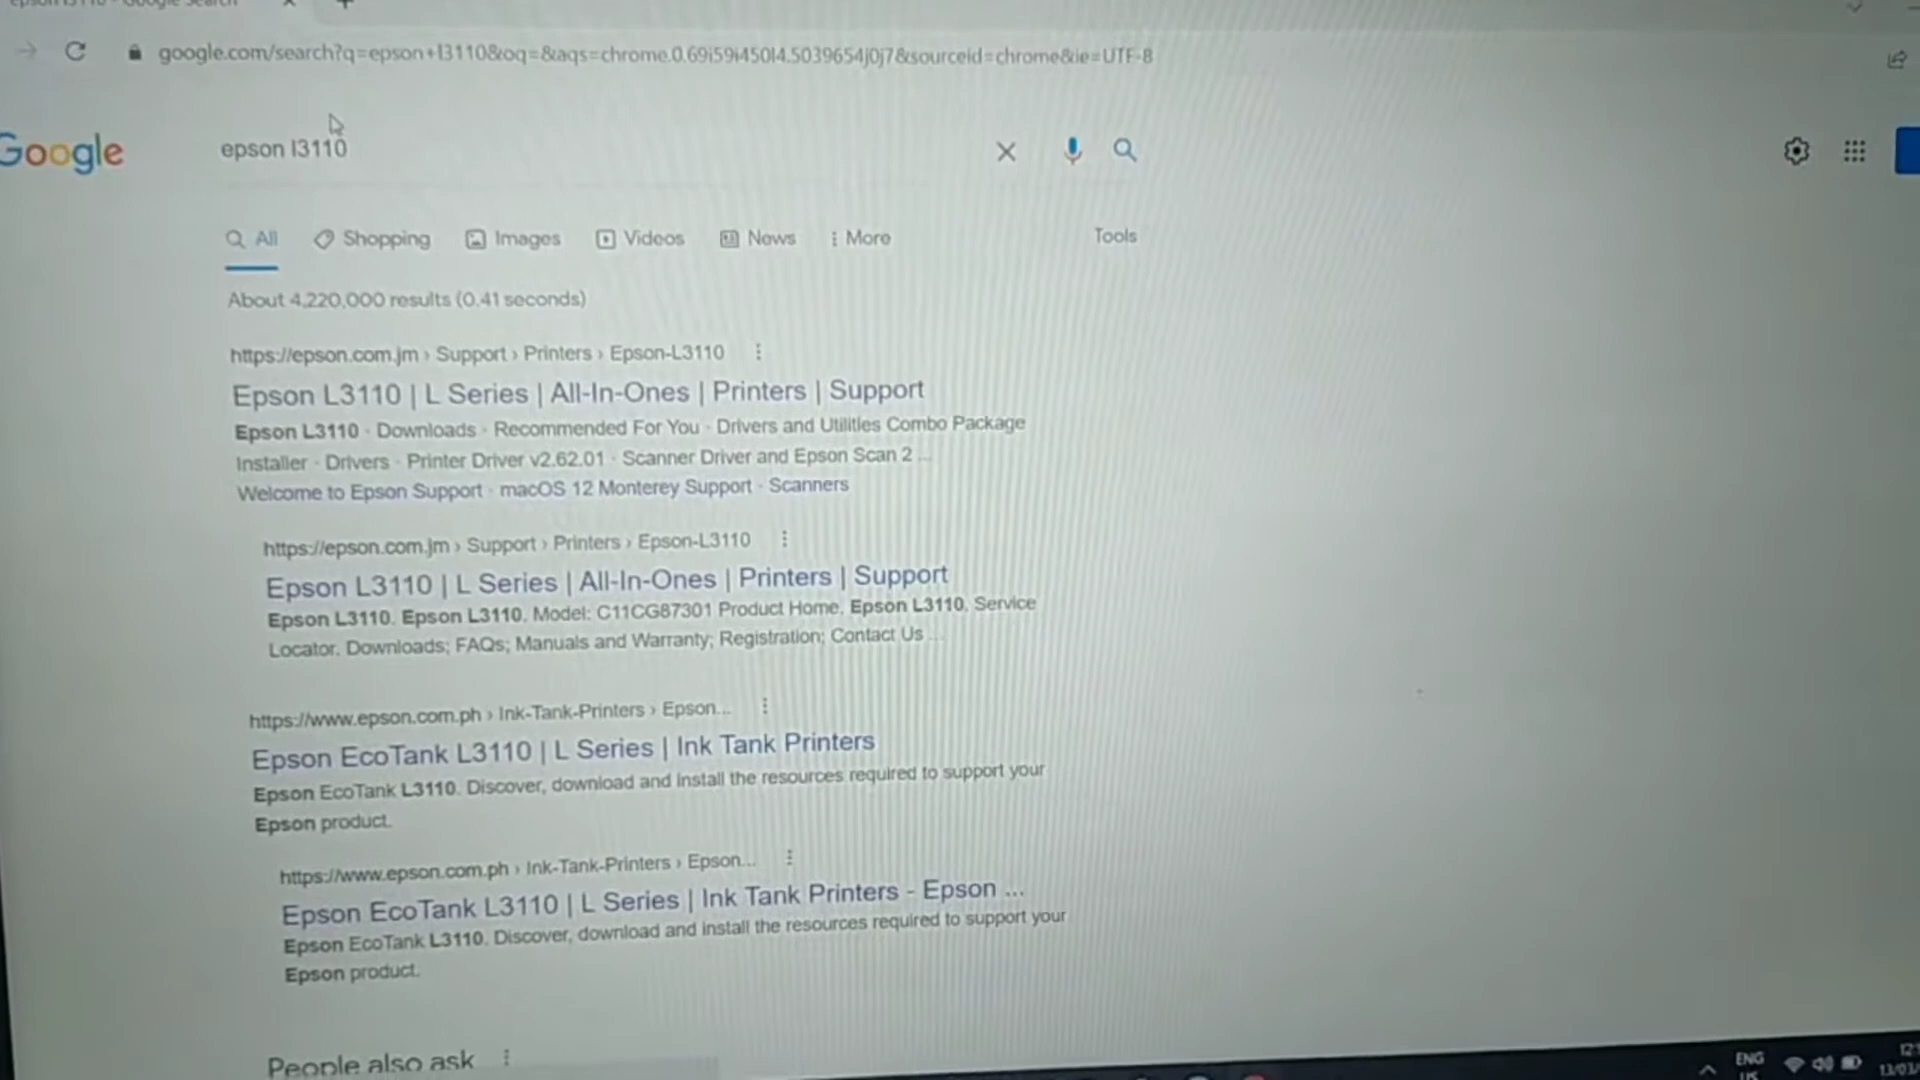 google.com/search?q=epson+l3110&oq=&aqs=chrome.0.69i59i450l4.5039654j0j7&sourceid=chrome&ie=UTF-8
Google
epson l3110
All Shopping Images Videos News More Tools
About 4,220,000 results (0.41 seconds)
https://epson.com.jm › Support › Printers › Epson-L3110
Epson L3110 | L Series | All-In-Ones | Printers | Support
Epson L3110 · Downloads · Recommended For You · Drivers and Utilities Combo Package
Installer · Drivers · Printer Driver v2.62.01 · Scanner Driver and Epson Scan 2 ...
Welcome to Epson Support · macOS 12 Monterey Support · Scanners
https://epson.com.jm › Support › Printers › Epson-L3110
Epson L3110 | L Series | All-In-Ones | Printers | Support
Epson L3110. Epson L3110. Model: C11CG87301 Product Home. Epson L3110. Service
Locator. Downloads; FAQs; Manuals and Warranty; Registration; Contact Us ...
https://www.epson.com.ph › Ink-Tank-Printers › Epson...
Epson EcoTank L3110 | L Series | Ink Tank Printers
Epson EcoTank L3110. Discover, download and install the resources required to support your
Epson product.
https://www.epson.com.ph › Ink-Tank-Printers › Epson...
Epson EcoTank L3110 | L Series | Ink Tank Printers - Epson ...
Epson EcoTank L3110. Discover, download and install the resources required to support your
Epson product.
People also ask
ENG
13/03/